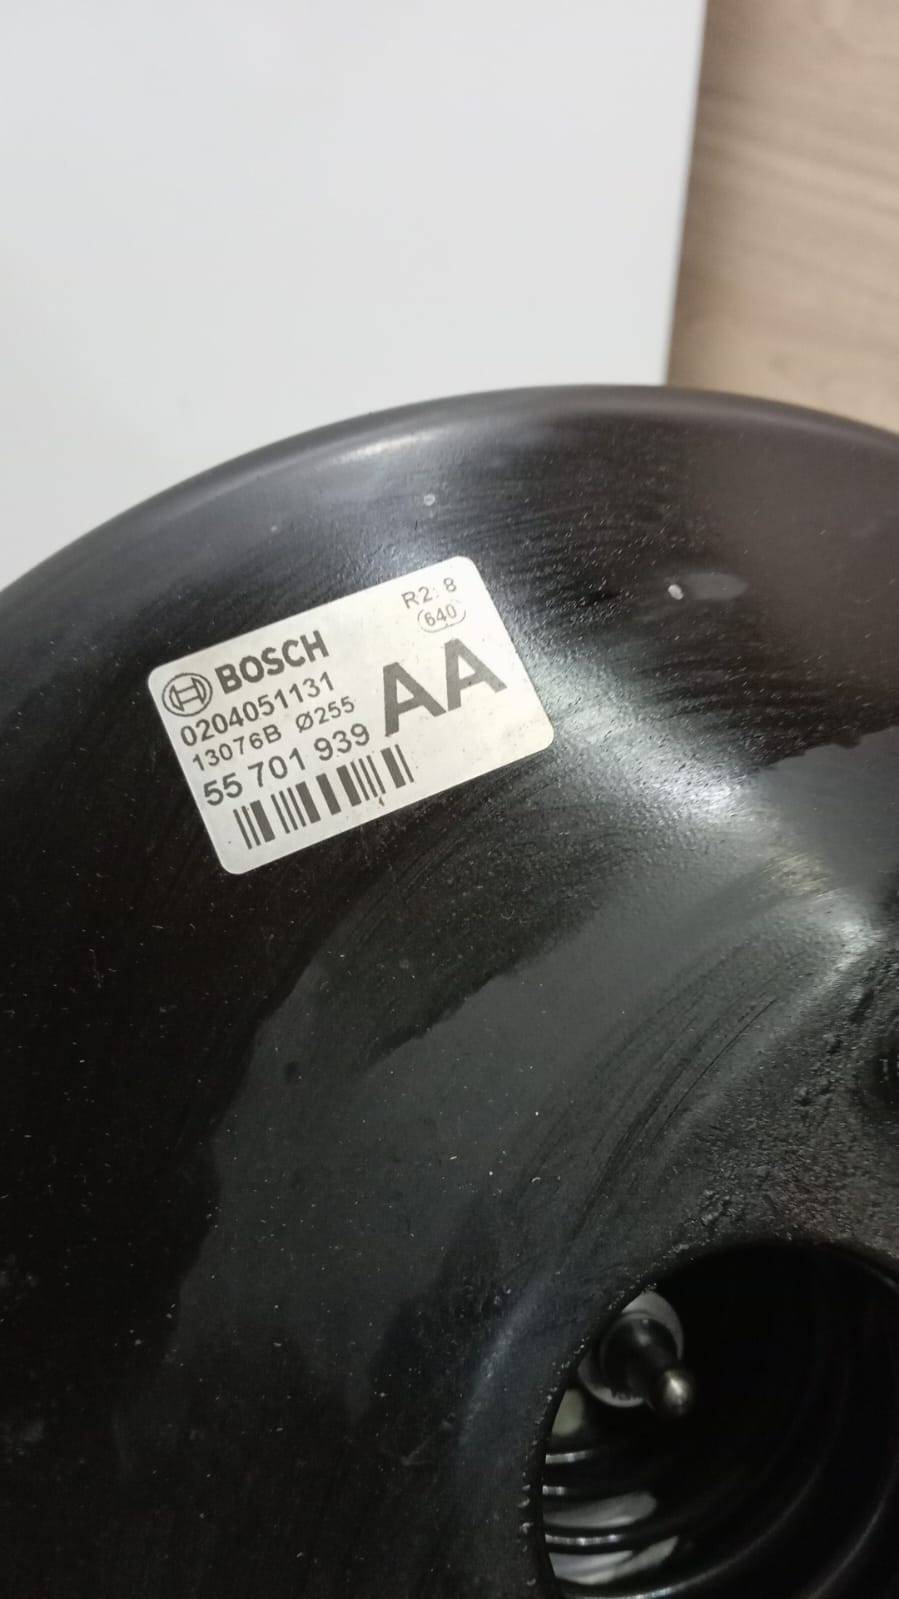 R2: 8
640
BOSCH
0204051131
13076B Ø255
55 701 939
AA